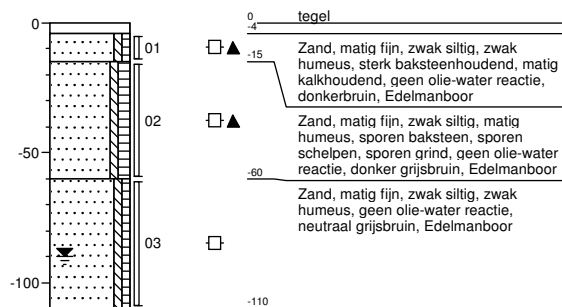 0
-50
-100
01
02
03
0
-4
-15
-60
-110
tegel
Zand, matig fijn, zwak siltig, zwak
humeus, sterk baksteenhoudend, matig
kalkhoudend, geen olie-water reactie,
donkerbruin, Edelmanboor
Zand, matig fijn, zwak siltig, matig
humeus, sporen baksteen, sporen
schelpen, sporen grind, geen olie-water
reactie, donker grijsbruin, Edelmanboor
Zand, matig fijn, zwak siltig, zwak
humeus, geen olie-water reactie,
neutraal grijsbruin, Edelmanboor